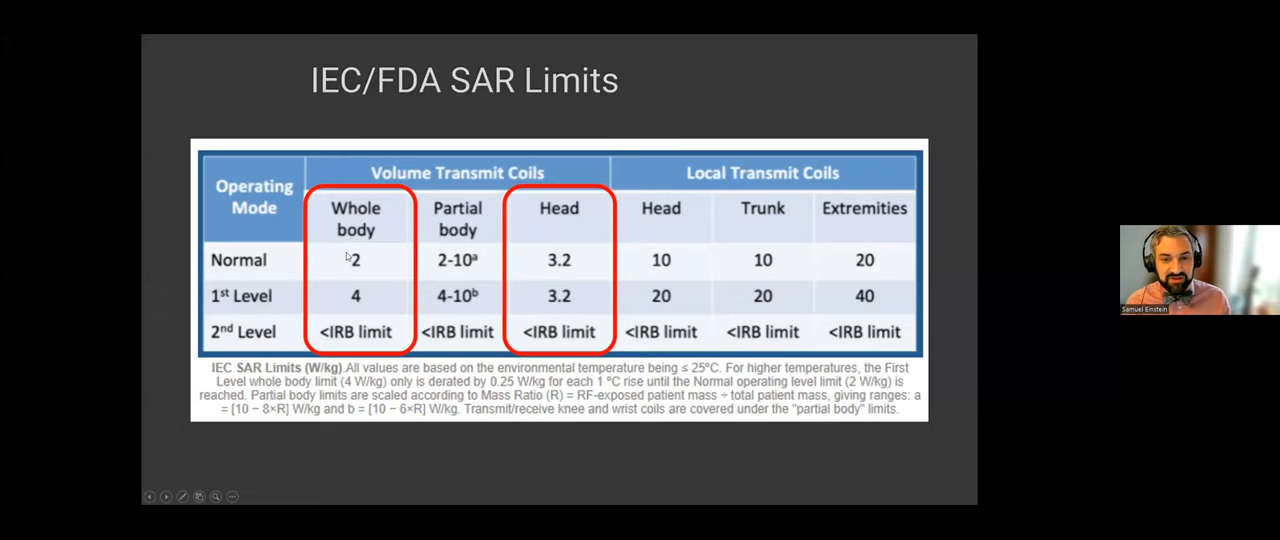 IEC/FDA SAR Limits
Operating Mode
Volume Transmit Coils
Local Transmit Coils
Whole body
Partial body
Head
Head
Trunk
Extremities
Normal 2 2-10ᵃ 3.2 10 10 20
1ˢᵗ Level 4 4-10ᵇ 3.2 20 20 40
2ⁿᵈ Level <IRB limit <IRB limit <IRB limit <IRB limit <IRB limit <IRB limit
IEC SAR Limits (W/kg).All values are based on the environmental temperature being ≤ 25ºC. For higher temperatures, the First
Level whole body limit (4 W/kg) only is derated by 0.25 W/kg for each 1 ºC rise until the Normal operating level limit (2 W/kg) is
reached. Partial body limits are scaled according to Mass Ratio (R) = RF-exposed patient mass ÷ total patient mass, giving ranges: a
= [10 − 8×R] W/kg and b = [10 − 6×R] W/kg. Transmit/receive knee and wrist coils are covered under the "partial body" limits.
Samuel Einstein